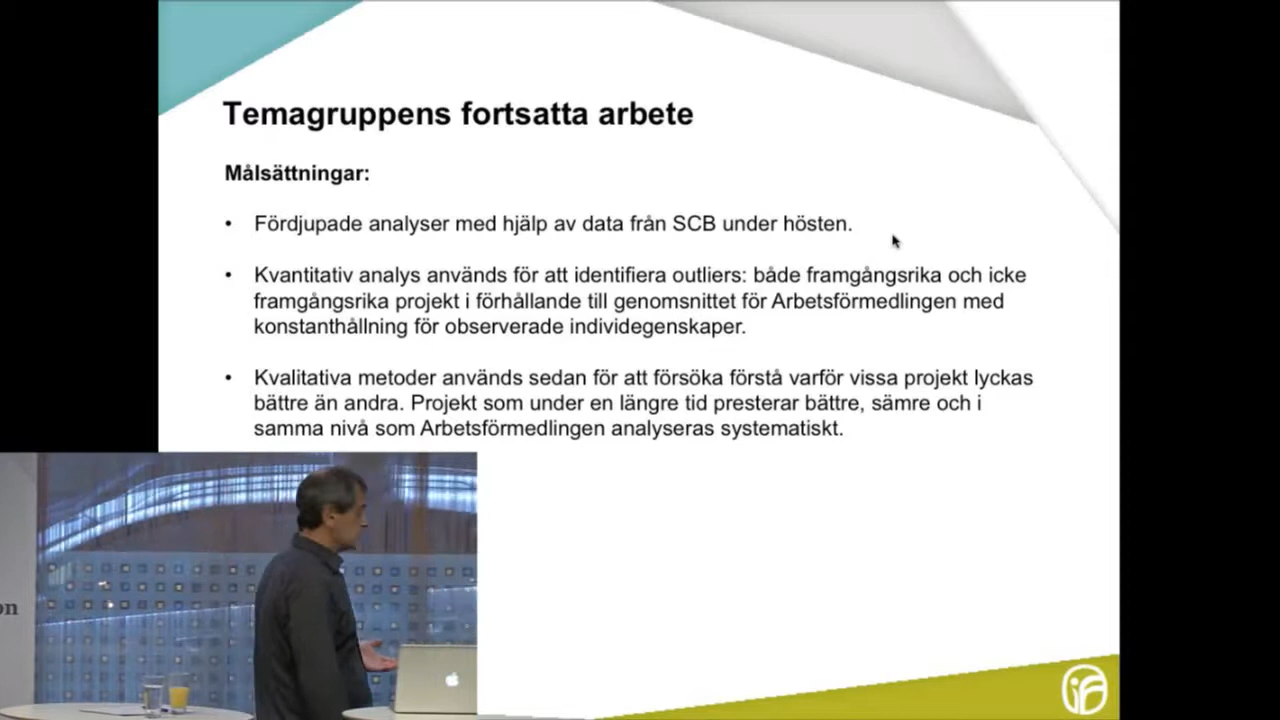 Temagruppens fortsatta arbete
Målsättningar:
• Fördjupade analyser med hjälp av data från SCB under hösten.
• Kvantitativ analys används för att identifiera outliers: både framgångsrika och icke
framgångsrika projekt i förhållande till genomsnittet för Arbetsförmedlingen med
konstanthållning för observerade individegenskaper.
• Kvalitativa metoder används sedan för att försöka förstå varför vissa projekt lyckas
bättre än andra. Projekt som under en längre tid presterar bättre, sämre och i
samma nivå som Arbetsförmedlingen analyseras systematiskt.
on